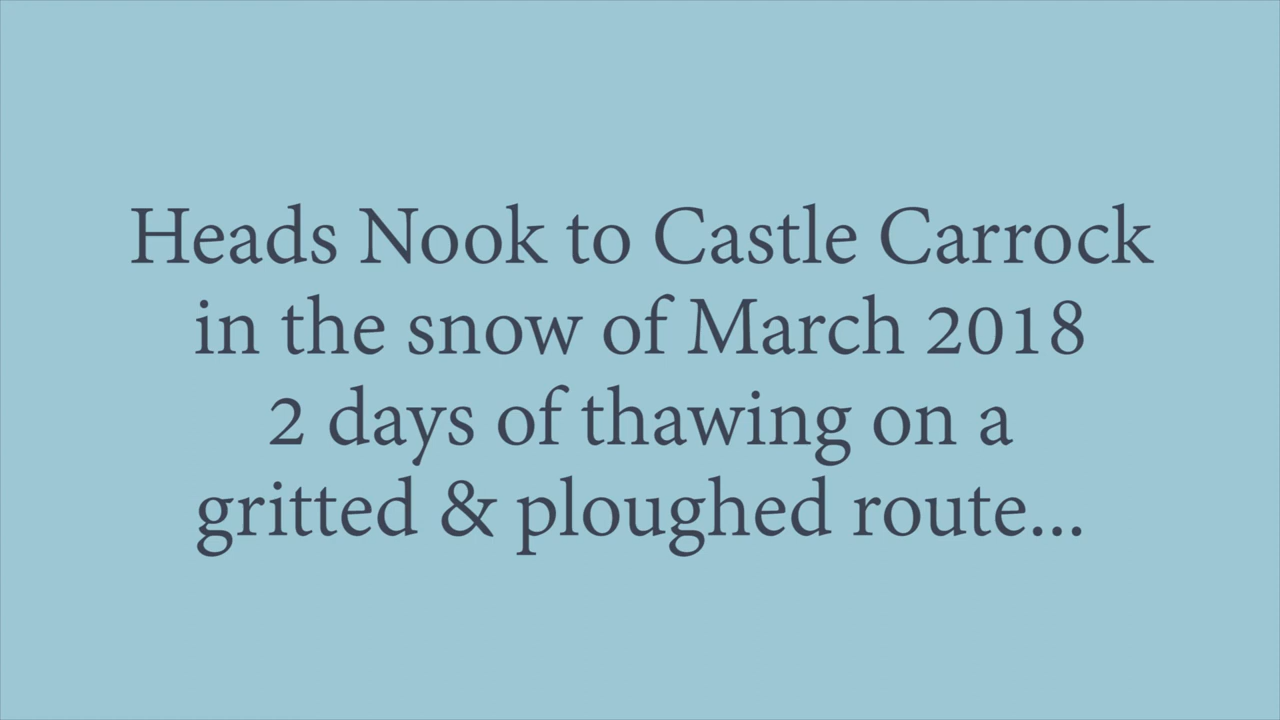 Heads Nook to Castle Carrock
in the snow of March 2018
2 days of thawing on a
gritted & ploughed route...